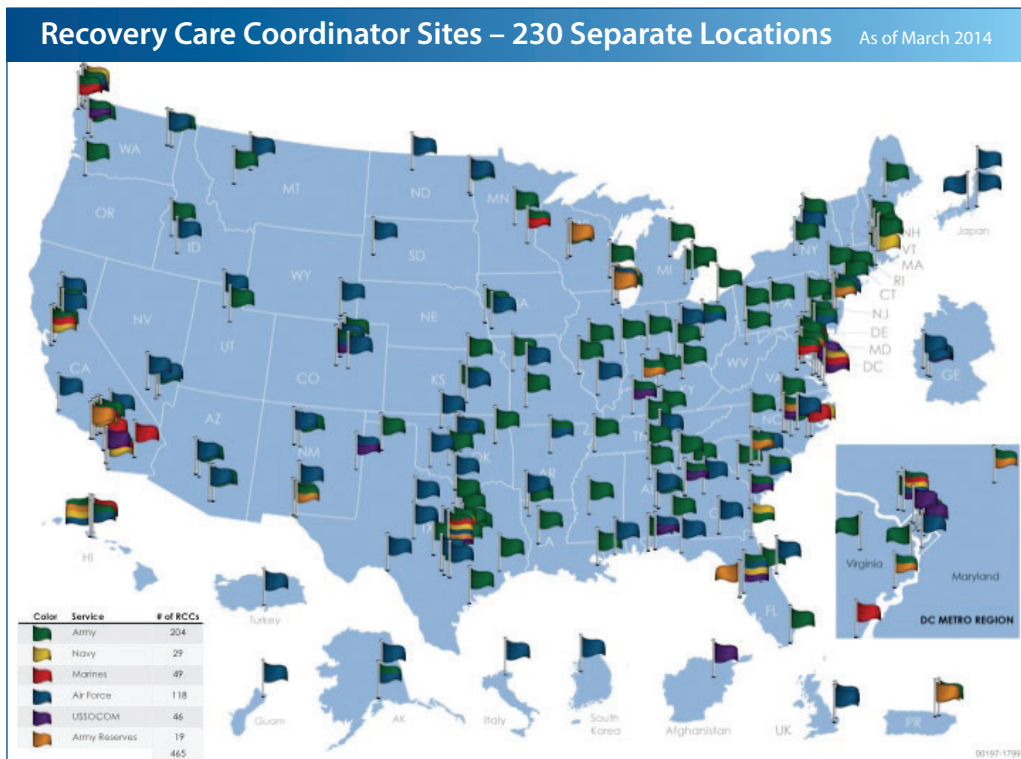 Recovery Care Coordinator Sites – 230 Separate Locations As of March 2014
WA
MT
ND
MN
OR
ID
SD
WY
MI
NY
NH
VT
MA
RI
CT
NJ
DE
MD
DC
Japan
NV
UT
NE
IA
PA
WV
VA
CA
CO
KS
KY
GE
AZ
NM
OK
AR
TN
NC
LA
FL
HI
Turkey
Virginia
Maryland
DC METRO REGION
Color Service # of RCCs
Army 204
Navy 29
Marines 49
Air Force 118
USSOCOM 46
Army Reserves 19
465
Guam
AK
Italy
South
Korea
Afghanistan
UK
PR
00197-1799